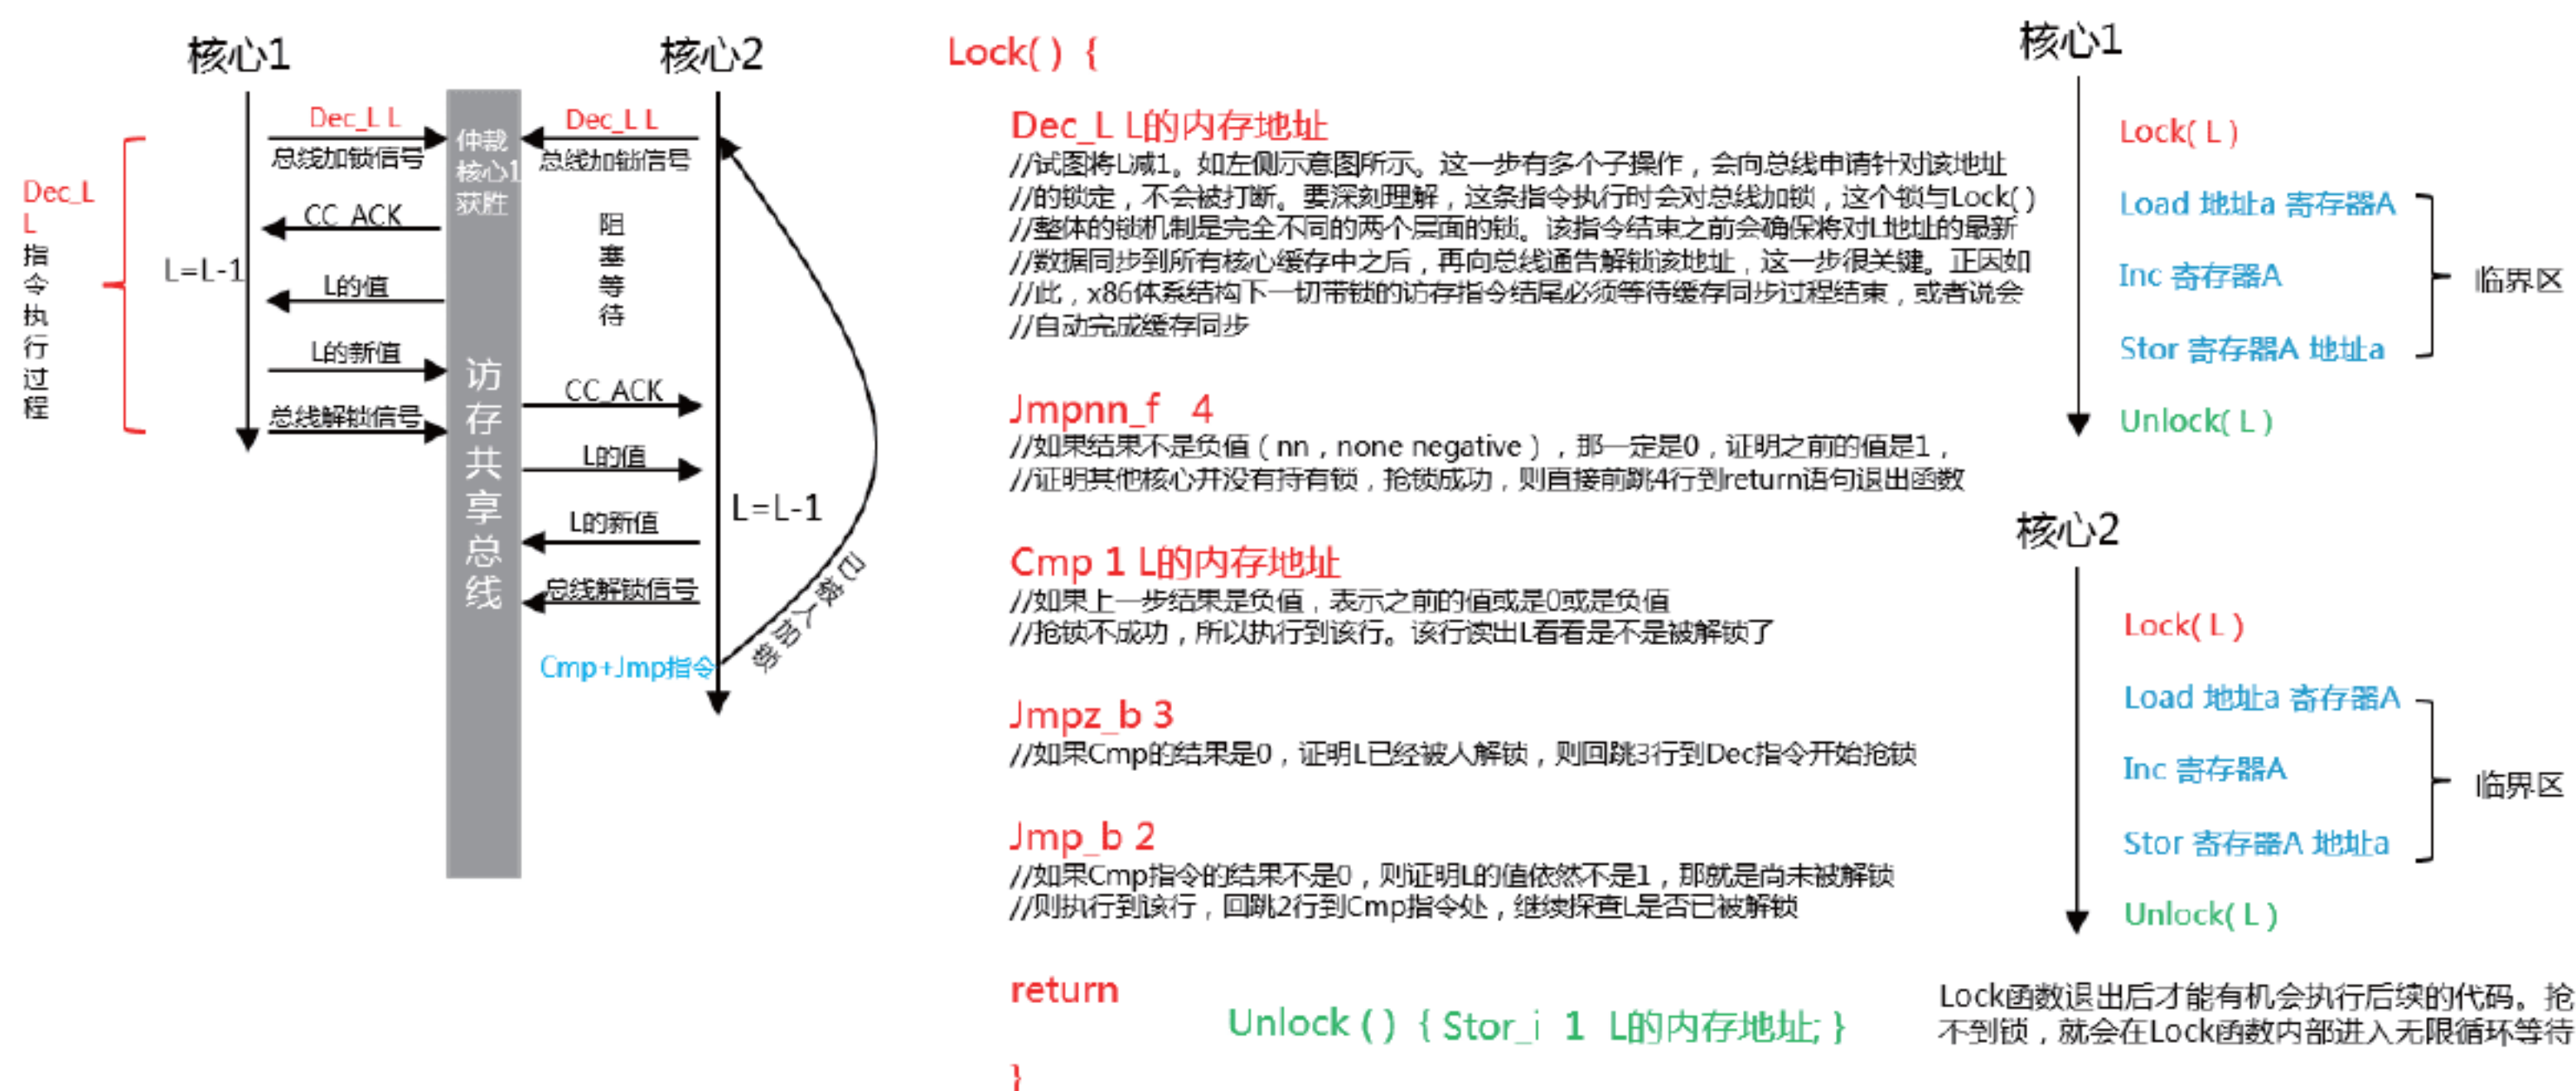 核心1
核心2
Dec_L L
总线加锁信号
Dec_L L
总线加锁信号
仲裁
核心1
获胜
Dec_L
L
指
令
执
行
过
程
CC_ACK
L=L-1
L的值
L的新值
总线解锁信号
阻
塞
等
待
访
存
共
享
总
线
CC_ACK
L的值
L的新值
L=L-1
总线解锁信号
Cmp+Jmp指令
已被人加锁
Lock( ) {
Dec_L L的内存地址
//试图将L减1。如左侧示意图所示。这一步有多个子操作，会向总线申请针对该地址
//的锁定，不会被打断。要深刻理解，这条指令执行时会对总线加锁，这个锁与Lock( )
//整体的锁机制是完全不同的两个层面的锁。该指令结束之前会确保将对L地址的最新
//数据同步到所有核心缓存中之后，再向总线通告解锁该地址，这一步很关键。正因如
//此，x86体系结构下一切带锁的访存指令结尾必须等待缓存同步过程结束，或者说会
//自动完成缓存同步
Jmpnn_f 4
//如果结果不是负值（nn，none negative），那一定是0，证明之前的值是1，
//证明其他核心并没有持有锁，抢锁成功，则直接前跳4行到return语句退出函数
Cmp 1 L的内存地址
//如果上一步结果是负值，表示之前的值或是0或是负值
//抢锁不成功，所以执行到该行。该行读出L看看是不是被解锁了
Jmpz_b 3
//如果Cmp的结果是0，证明L已经被人解锁，则回跳3行到Dec指令开始抢锁
Jmp_b 2
//如果Cmp指令的结果不是0，则证明L的值依然不是1，那就是尚未被解锁
//则执行到该行，回跳2行到Cmp指令处，继续探查L是否已被解锁
return
}
Unlock ( ) { Stor_i 1 L的内存地址; }
核心1
Lock( L )
Load 地址a 寄存器A
Inc 寄存器A
Stor 寄存器A 地址a
临界区
Unlock( L )
核心2
Lock( L )
Load 地址a 寄存器A
Inc 寄存器A
Stor 寄存器A 地址a
临界区
Unlock( L )
Lock函数退出后才能有机会执行后续的代码。抢
不到锁，就会在Lock函数内部进入无限循环等待